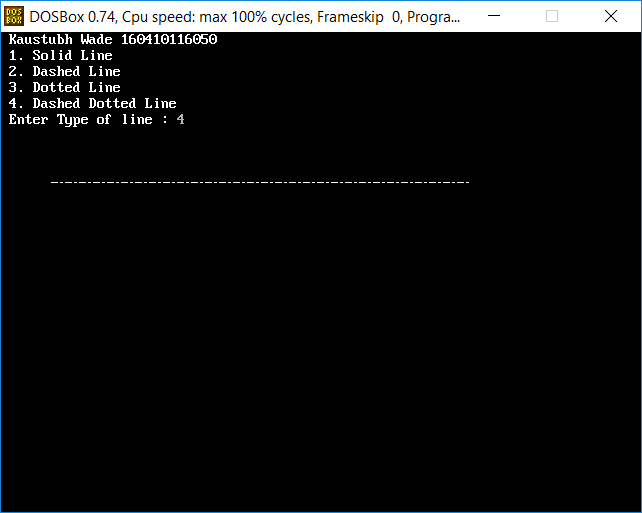 DOSBox 0.74, Cpu speed: max 100% cycles, Frameskip 0, Progra...
Kaustubh Wade 160410116050
1. Solid Line
2. Dashed Line
3. Dotted Line
4. Dashed Dotted Line
Enter Type of line : 4